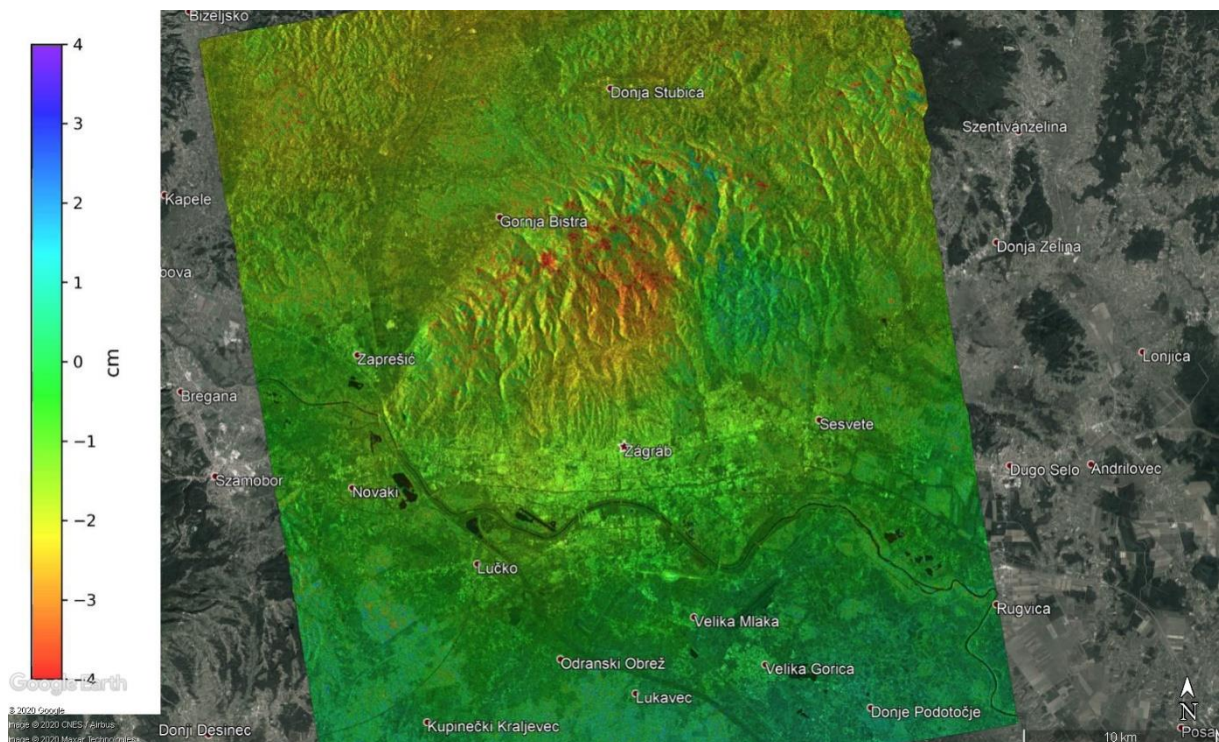 4
3
2
1
0
−1
−2
−3
−4
cm
Google Earth
© 2020 Google
Image © 2020 CNES / Airbus
Image © 2020 Maxar Technologies
Bizeljsko
Donja Stubica
Szentivánzelina
Kapele
Gornja Bistra
Donja Zelina
bova
Zaprešić
Lonjica
Bregana
Sesvete
Zágráb
Dugo Selo
Andrilovec
Szamobor
Novaki
Lučko
Rugvica
Velika Mlaka
Odranski Obrež
Velika Gorica
Lukavec
Donje Podotočje
Kupinečki Kraljevec
Donji Desinec
N
10 km
Posa